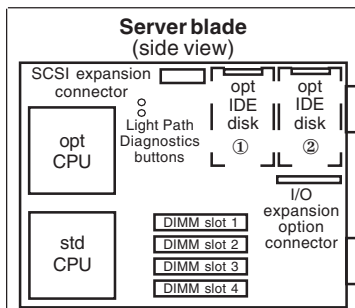 Server blade
(side view)
SCSI expansion
connector
opt
IDE
disk
①
opt
IDE
disk
②
Light Path
Diagnostics
buttons
opt
CPU
I/O
expansion
option
connector
std
CPU
DIMM slot 1
DIMM slot 2
DIMM slot 3
DIMM slot 4